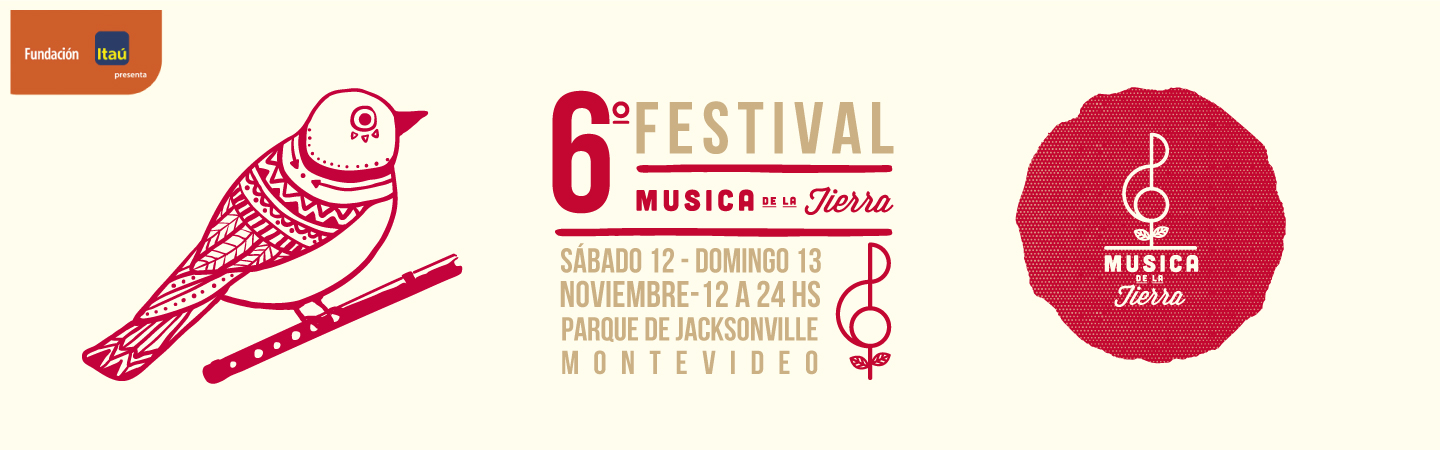 Fundación Itaú
presenta
6º FESTIVAL
MUSICA DE LA Tierra
SÁBADO 12 - DOMINGO 13
NOVIEMBRE-12 A 24 HS
PARQUE DE JACKSONVILLE
MONTEVIDEO
MUSICA
DE LA
Tierra